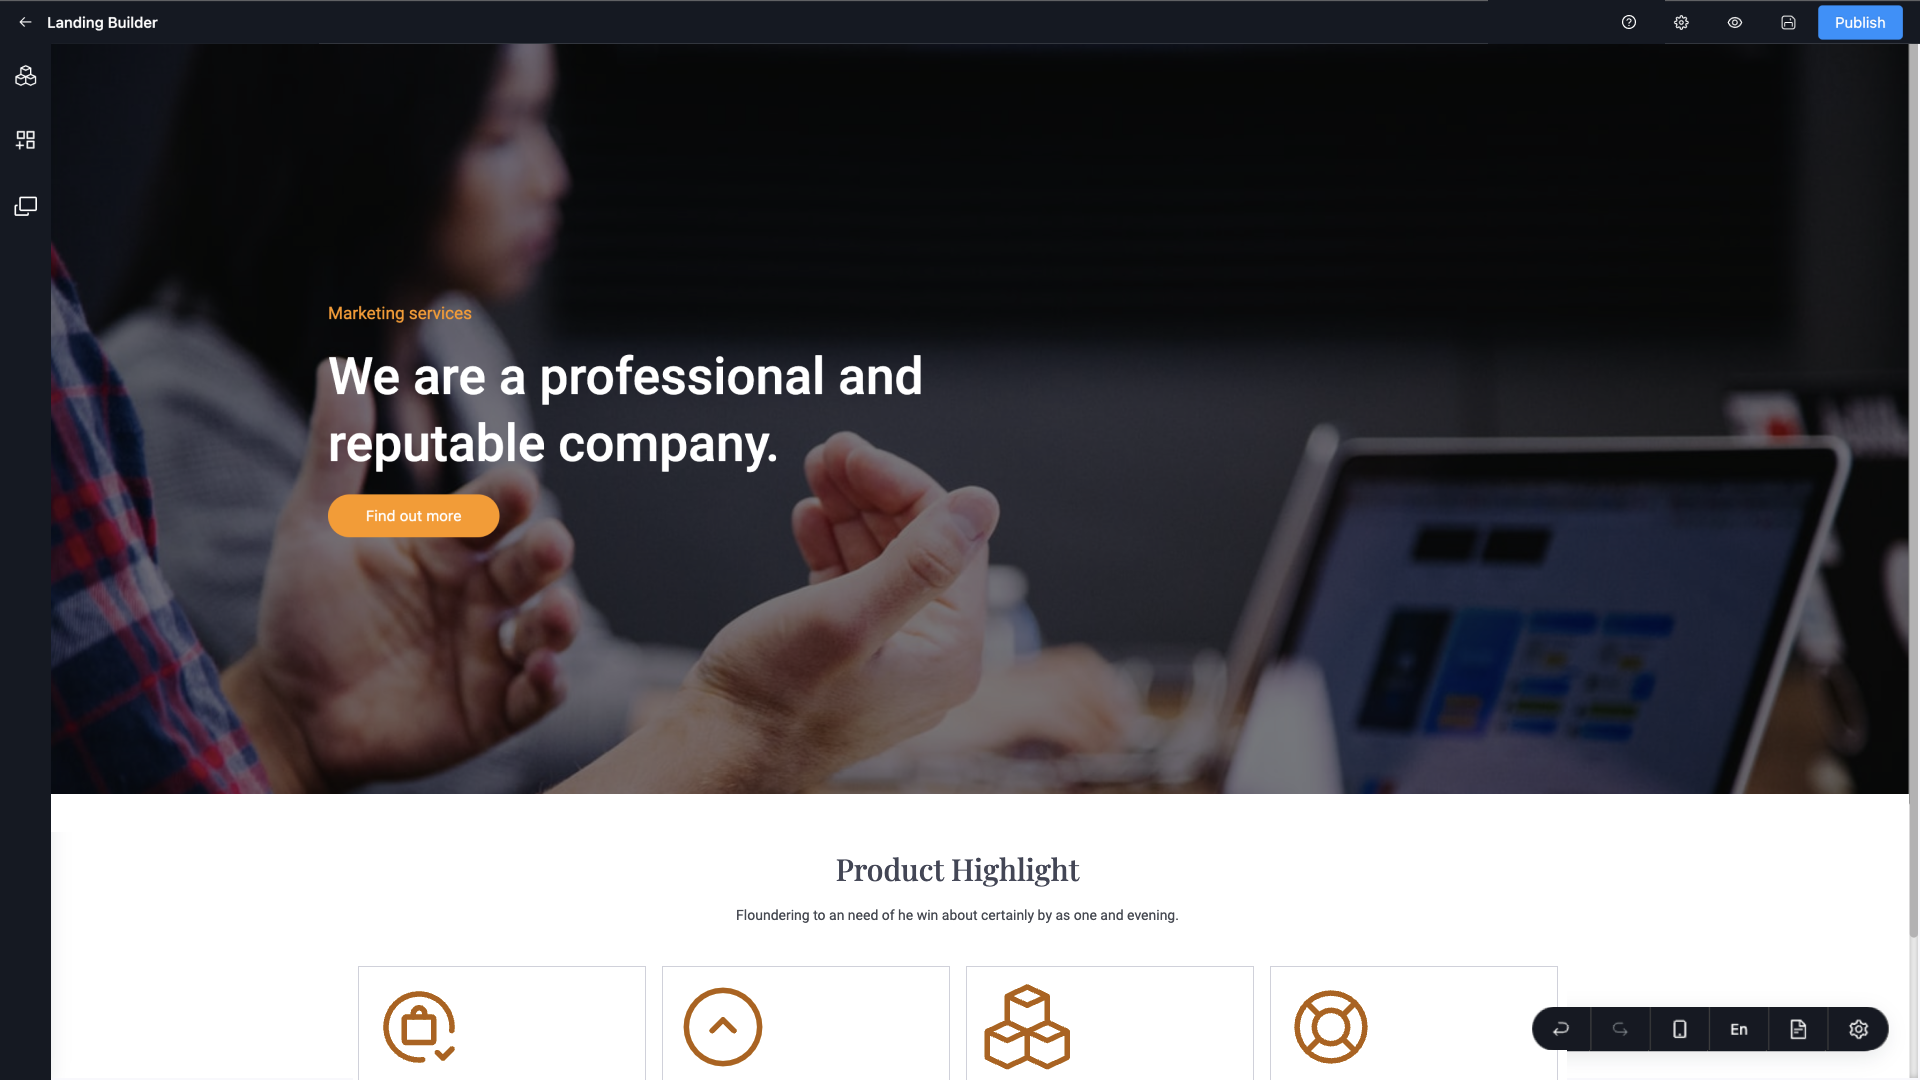 Landing Builder
Publish
Marketing services
We are a professional and
reputable company.
Find out more
Product Highlight
Floundering to an need of he win about certainly by as one and evening.
En